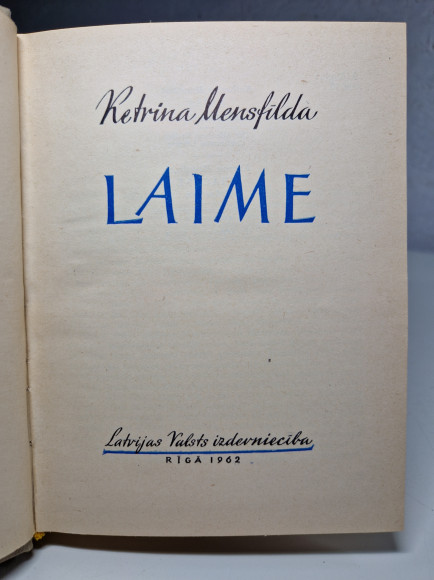 Ketrina Mensfilda
LAIME
Latvijas Valsts izdevniecība
RĪGĀ 1962